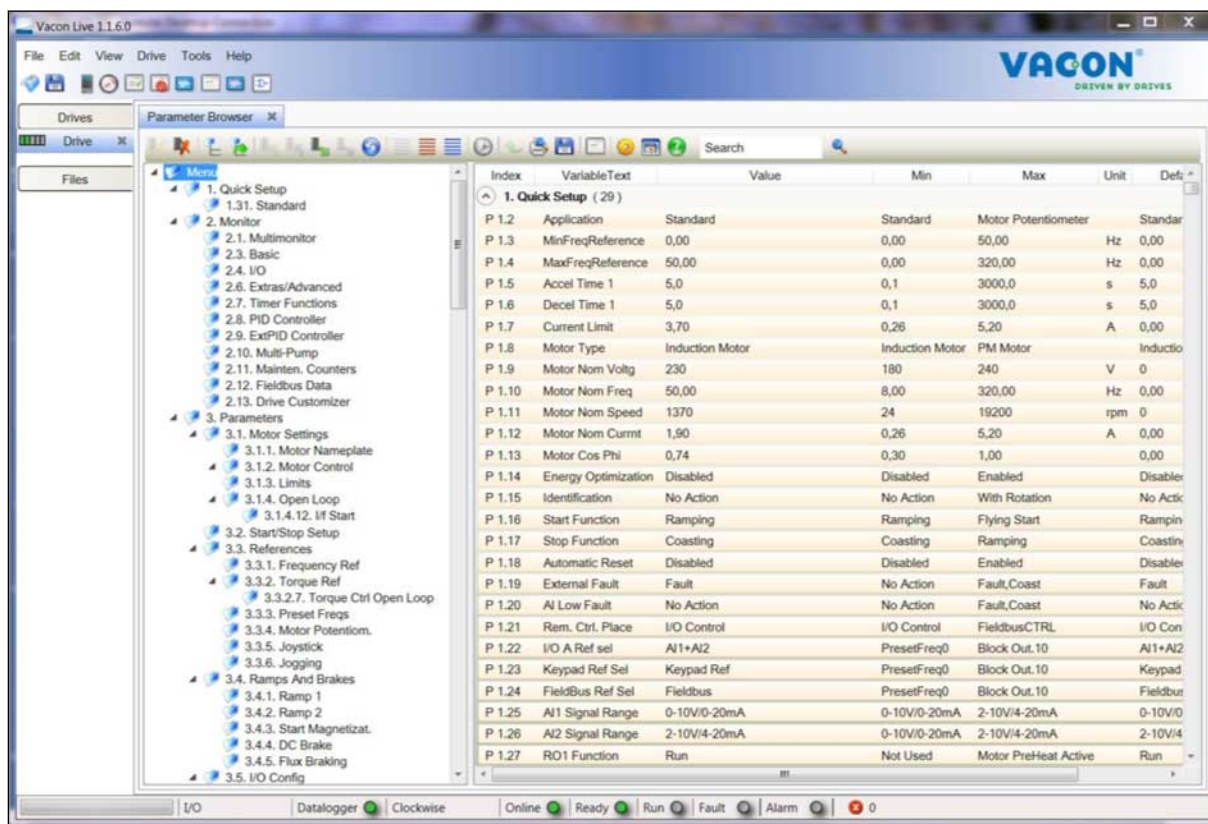 Vacon Live 1.1.6.0
File Edit View Drive Tools Help
VACON®
DRIVEN BY DRIVES
Drives
Drive
Files
Parameter Browser
Search
Menu
1. Quick Setup
1.31. Standard
2. Monitor
2.1. Multimonitor
2.3. Basic
2.4. I/O
2.6. Extras/Advanced
2.7. Timer Functions
2.8. PID Controller
2.9. ExtPID Controller
2.10. Multi-Pump
2.11. Mainten. Counters
2.12. Fieldbus Data
2.13. Drive Customizer
3. Parameters
3.1. Motor Settings
3.1.1. Motor Nameplate
3.1.2. Motor Control
3.1.3. Limits
3.1.4. Open Loop
3.1.4.12. I/f Start
3.2. Start/Stop Setup
3.3. References
3.3.1. Frequency Ref
3.3.2. Torque Ref
3.3.2.7. Torque Ctrl Open Loop
3.3.3. Preset Freqs
3.3.4. Motor Potentiom.
3.3.5. Joystick
3.3.6. Jogging
3.4. Ramps And Brakes
3.4.1. Ramp 1
3.4.2. Ramp 2
3.4.3. Start Magnetizat.
3.4.4. DC Brake
3.4.5. Flux Braking
3.5. I/O Config
Index VariableText Value Min Max Unit Defa
1. Quick Setup (29)
P 1.2 Application Standard Standard Motor Potentiometer Standar
P 1.3 MinFreqReference 0,00 0,00 50,00 Hz 0,00
P 1.4 MaxFreqReference 50,00 0,00 320,00 Hz 0,00
P 1.5 Accel Time 1 5,0 0,1 3000,0 s 5,0
P 1.6 Decel Time 1 5,0 0,1 3000,0 s 5,0
P 1.7 Current Limit 3,70 0,26 5,20 A 0,00
P 1.8 Motor Type Induction Motor Induction Motor PM Motor Inductio
P 1.9 Motor Nom Voltg 230 180 240 V 0
P 1.10 Motor Nom Freq 50,00 8,00 320,00 Hz 0,00
P 1.11 Motor Nom Speed 1370 24 19200 rpm 0
P 1.12 Motor Nom Currnt 1,90 0,26 5,20 A 0,00
P 1.13 Motor Cos Phi 0,74 0,30 1,00 0,00
P 1.14 Energy Optimization Disabled Disabled Enabled Disable
P 1.15 Identification No Action No Action With Rotation No Actic
P 1.16 Start Function Ramping Ramping Flying Start Rampin
P 1.17 Stop Function Coasting Coasting Ramping Coastin
P 1.18 Automatic Reset Disabled Disabled Enabled Disable
P 1.19 External Fault Fault No Action Fault,Coast Fault
P 1.20 AI Low Fault No Action No Action Fault,Coast No Actic
P 1.21 Rem. Ctrl. Place I/O Control I/O Control FieldbusCTRL I/O Con
P 1.22 I/O A Ref sel AI1+AI2 PresetFreq0 Block Out.10 AI1+AI2
P 1.23 Keypad Ref Sel Keypad Ref PresetFreq0 Block Out.10 Keypad
P 1.24 FieldBus Ref Sel Fieldbus PresetFreq0 Block Out.10 Fieldbus
P 1.25 AI1 Signal Range 0-10V/0-20mA 0-10V/0-20mA 2-10V/4-20mA 0-10V/0
P 1.26 AI2 Signal Range 2-10V/4-20mA 0-10V/0-20mA 2-10V/4-20mA 2-10V/4
P 1.27 RO1 Function Run Not Used Motor PreHeat Active Run
I/O Datalogger Clockwise Online Ready Run Fault Alarm 0